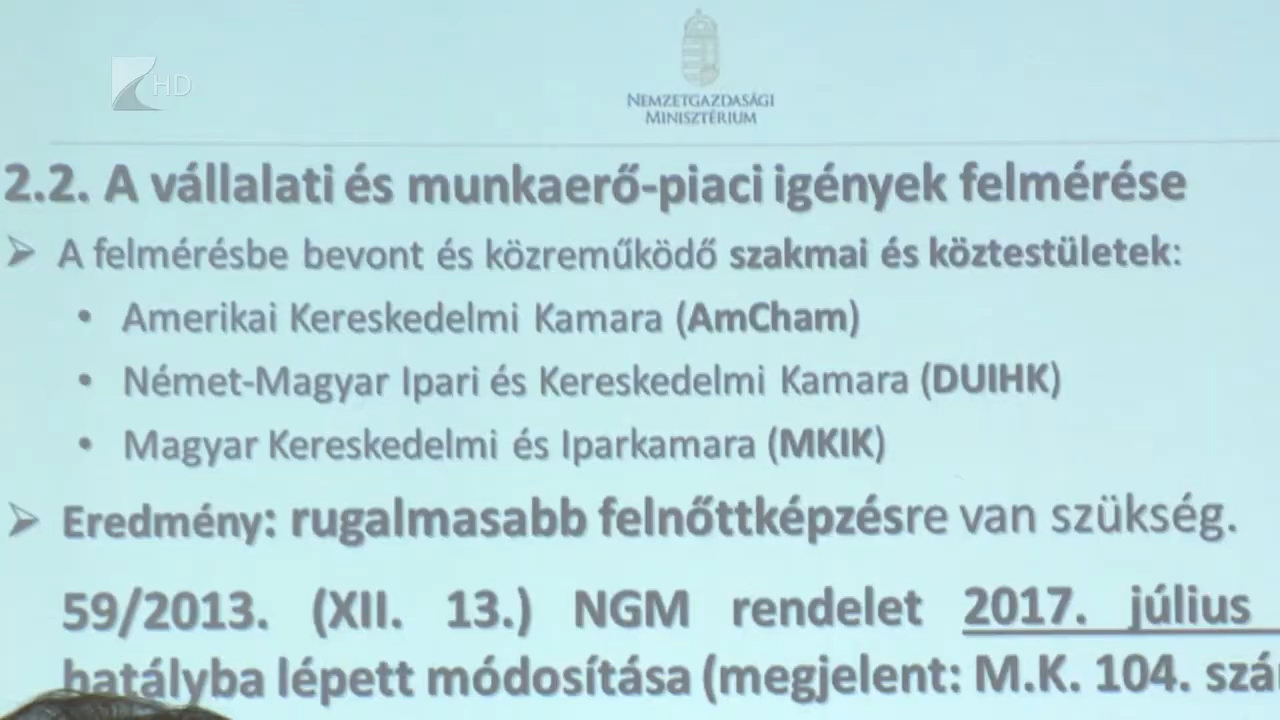 HD
NEMZETGAZDASÁGI
MINISZTÉRIUM
2.2. A vállalati és munkaerő-piaci igények felmérése
➢ A felmérésbe bevont és közreműködő szakmai és köztestületek:
• Amerikai Kereskedelmi Kamara (AmCham)
• Német-Magyar Ipari és Kereskedelmi Kamara (DUIHK)
• Magyar Kereskedelmi és Iparkamara (MKIK)
➢ Eredmény: rugalmasabb felnőttképzésre van szükség.
59/2013. (XII. 13.) NGM rendelet 2017. július
hatályba lépett módosítása (megjelent: M.K. 104.